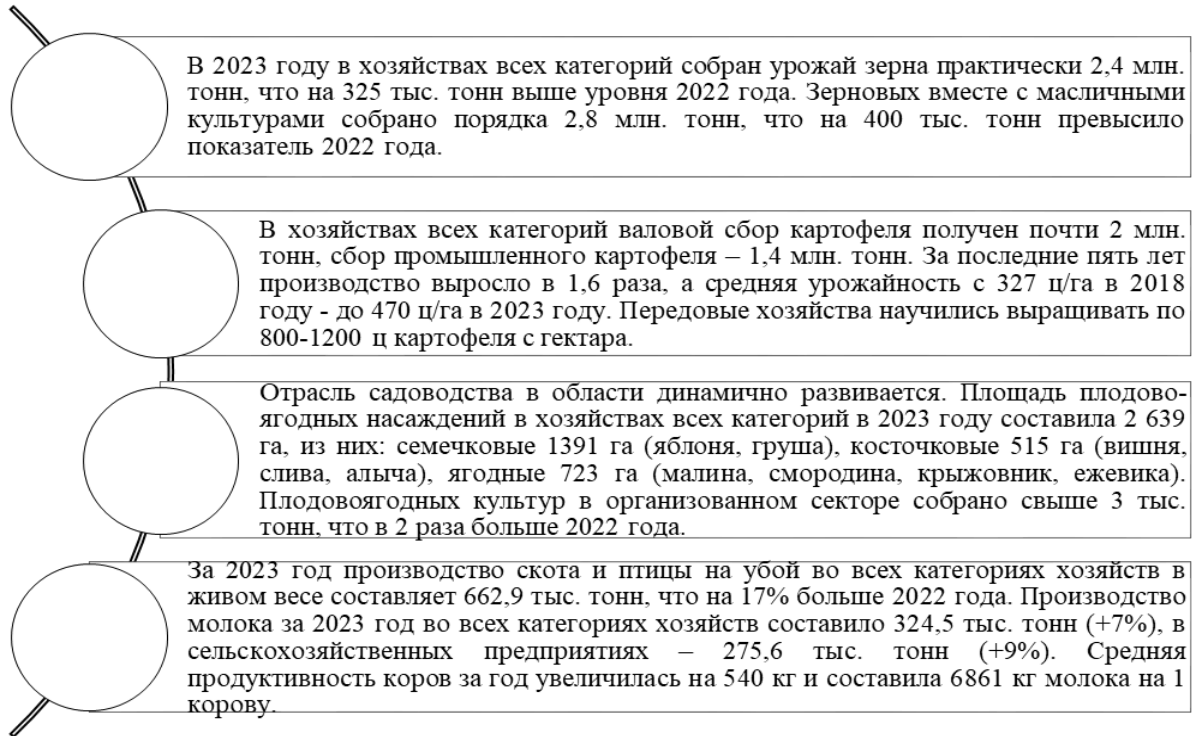 В 2023 году в хозяйствах всех категорий собран урожай зерна практически 2,4 млн.
тонн, что на 325 тыс. тонн выше уровня 2022 года. Зерновых вместе с масличными
культурами собрано порядка 2,8 млн. тонн, что на 400 тыс. тонн превысило
показатель 2022 года.
В хозяйствах всех категорий валовой сбор картофеля получен почти 2 млн.
тонн, сбор промышленного картофеля – 1,4 млн. тонн. За последние пять лет
производство выросло в 1,6 раза, а средняя урожайность с 327 ц/га в 2018
году - до 470 ц/га в 2023 году. Передовые хозяйства научились выращивать по
800-1200 ц картофеля с гектара.
Отрасль садоводства в области динамично развивается. Площадь плодово-
ягодных насаждений в хозяйствах всех категорий в 2023 году составила 2 639
га, из них: семечковые 1391 га (яблоня, груша), косточковые 515 га (вишня,
слива, алыча), ягодные 723 га (малина, смородина, крыжовник, ежевика).
Плодовоягодных культур в организованном секторе собрано свыше 3 тыс.
тонн, что в 2 раза больше 2022 года.
За 2023 год производство скота и птицы на убой во всех категориях хозяйств в
живом весе составляет 662,9 тыс. тонн, что на 17% больше 2022 года. Производство
молока за 2023 год во всех категориях хозяйств составило 324,5 тыс. тонн (+7%), в
сельскохозяйственных предприятиях – 275,6 тыс. тонн (+9%). Средняя
продуктивность коров за год увеличилась на 540 кг и составила 6861 кг молока на 1
корову.